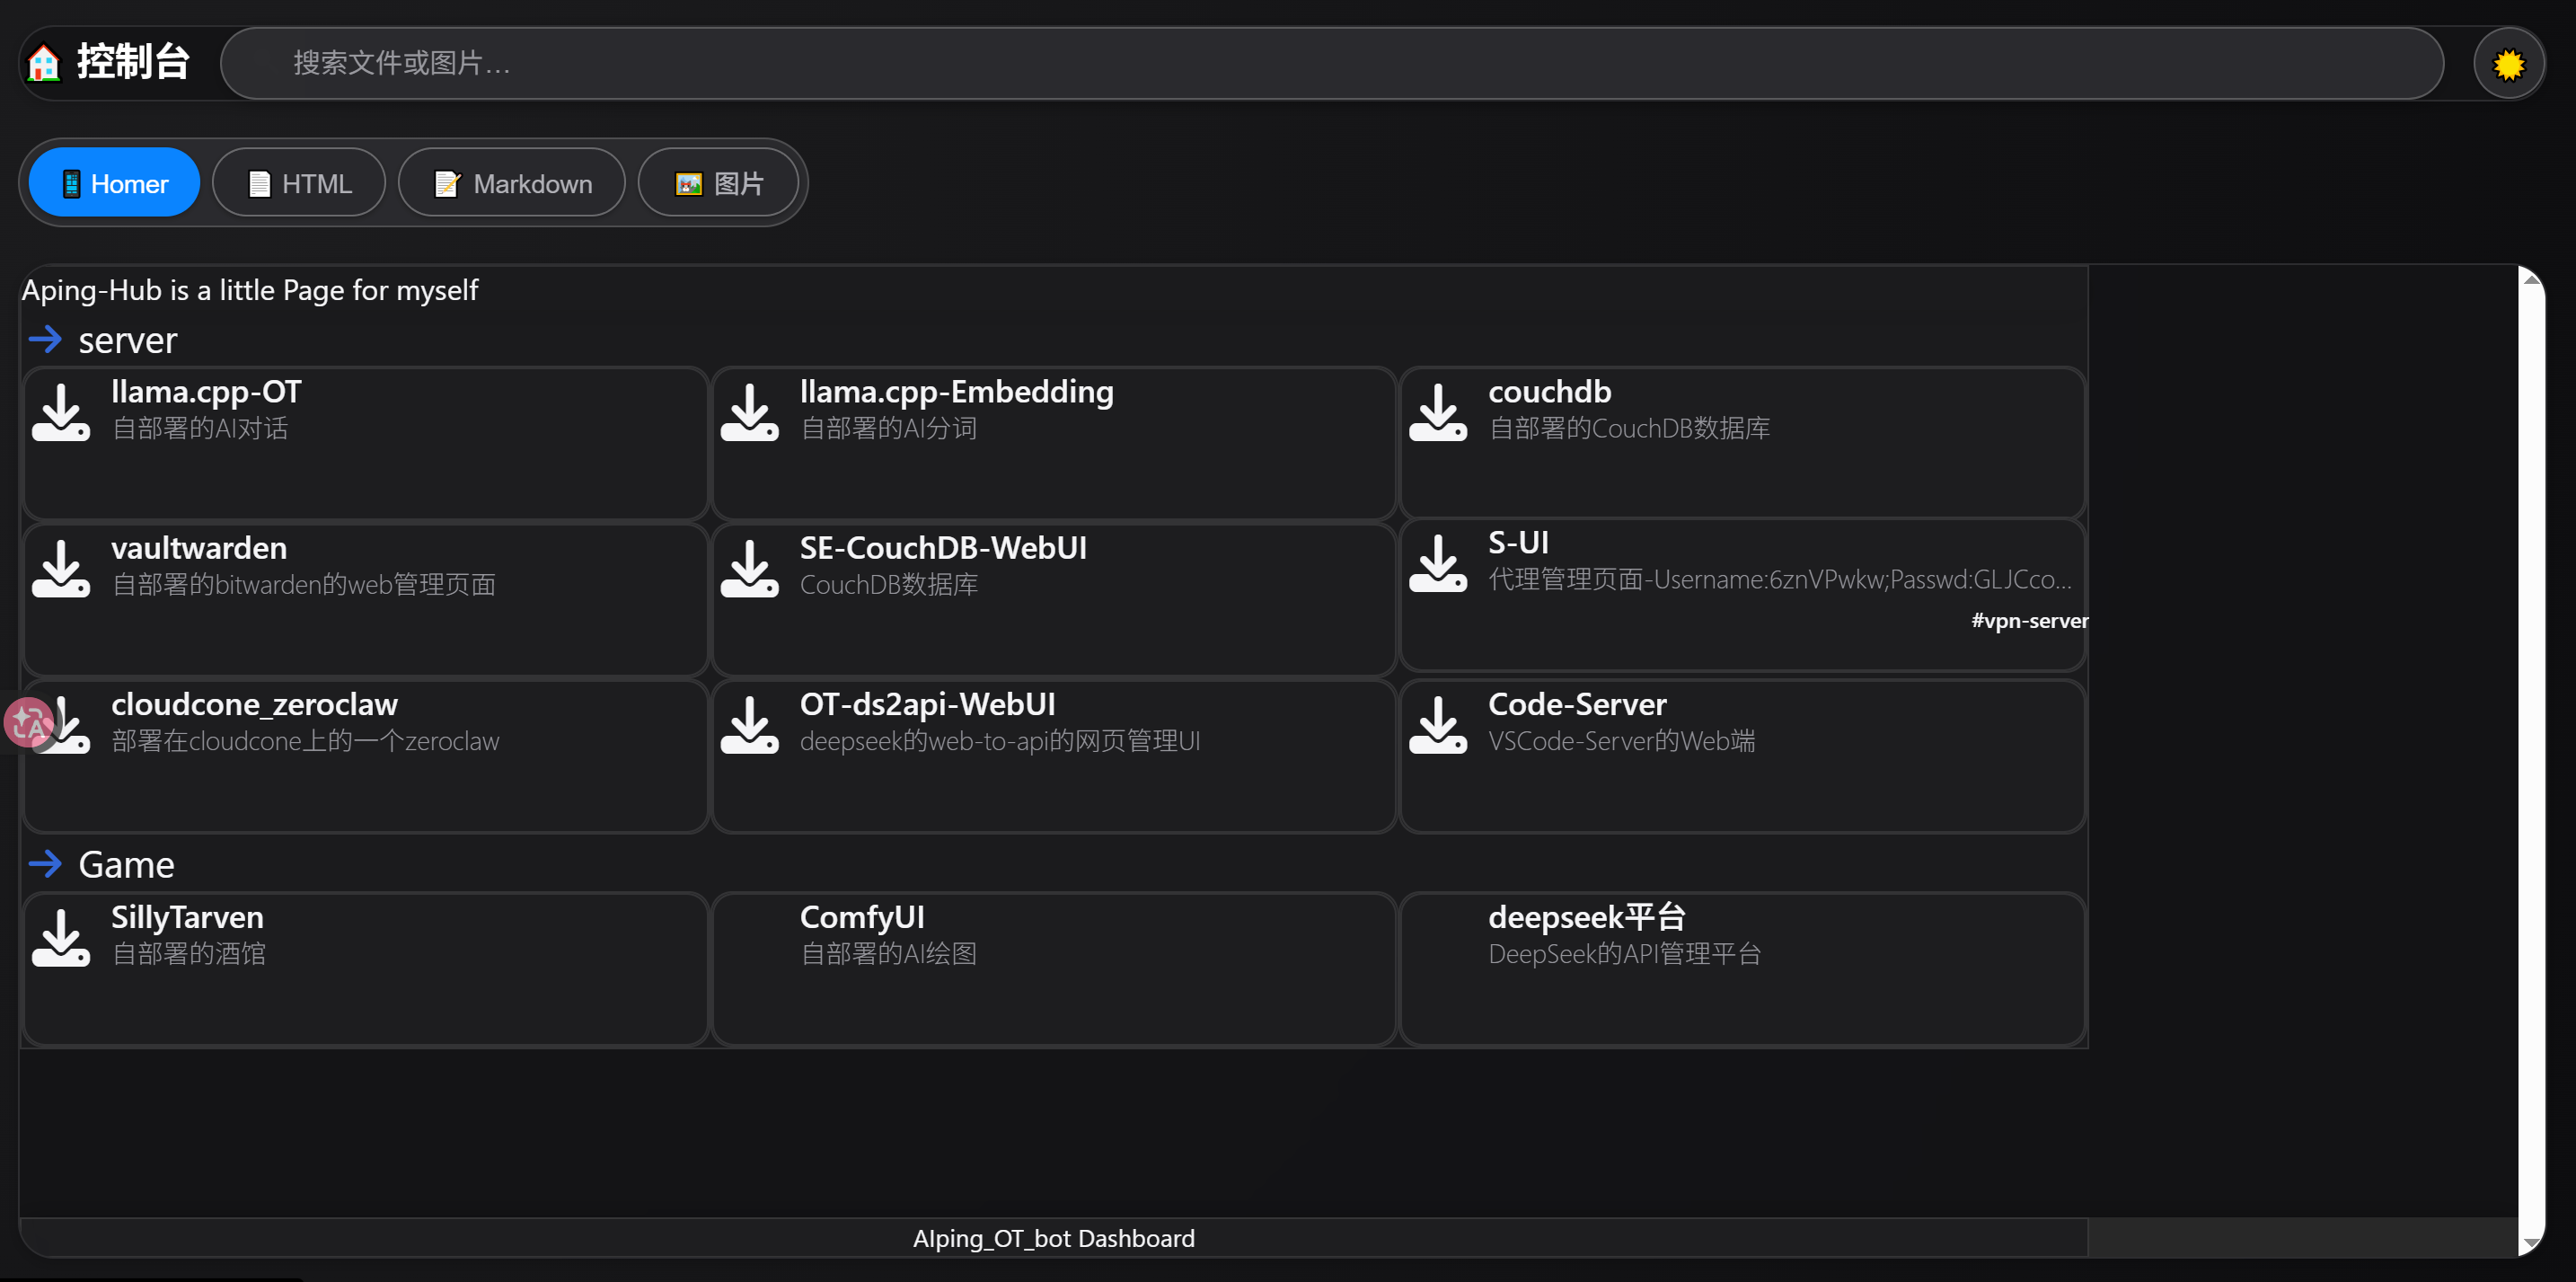 控制台
搜索文件或图片...
Homer
HTML
Markdown
图片
Aping-Hub is a little Page for myself
server
llama.cpp-OT
自部署的AI对话
llama.cpp-Embedding
自部署的AI分词
couchdb
自部署的CouchDB数据库
vaultwarden
自部署的bitwarden的web管理页面
SE-CouchDB-WebUI
CouchDB数据库
S-UI
代理管理页面-Username:6znVPwkw;Passwd:GLJCco...
#vpn-server
cloudcone_zeroclaw
部署在cloudcone上的一个zeroclaw
OT-ds2api-WebUI
deepseek的web-to-api的网页管理UI
Code-Server
VSCode-Server的Web端
Game
SillyTarven
自部署的酒馆
ComfyUI
自部署的AI绘图
deepseek平台
DeepSeek的API管理平台
AIping_OT_bot Dashboard